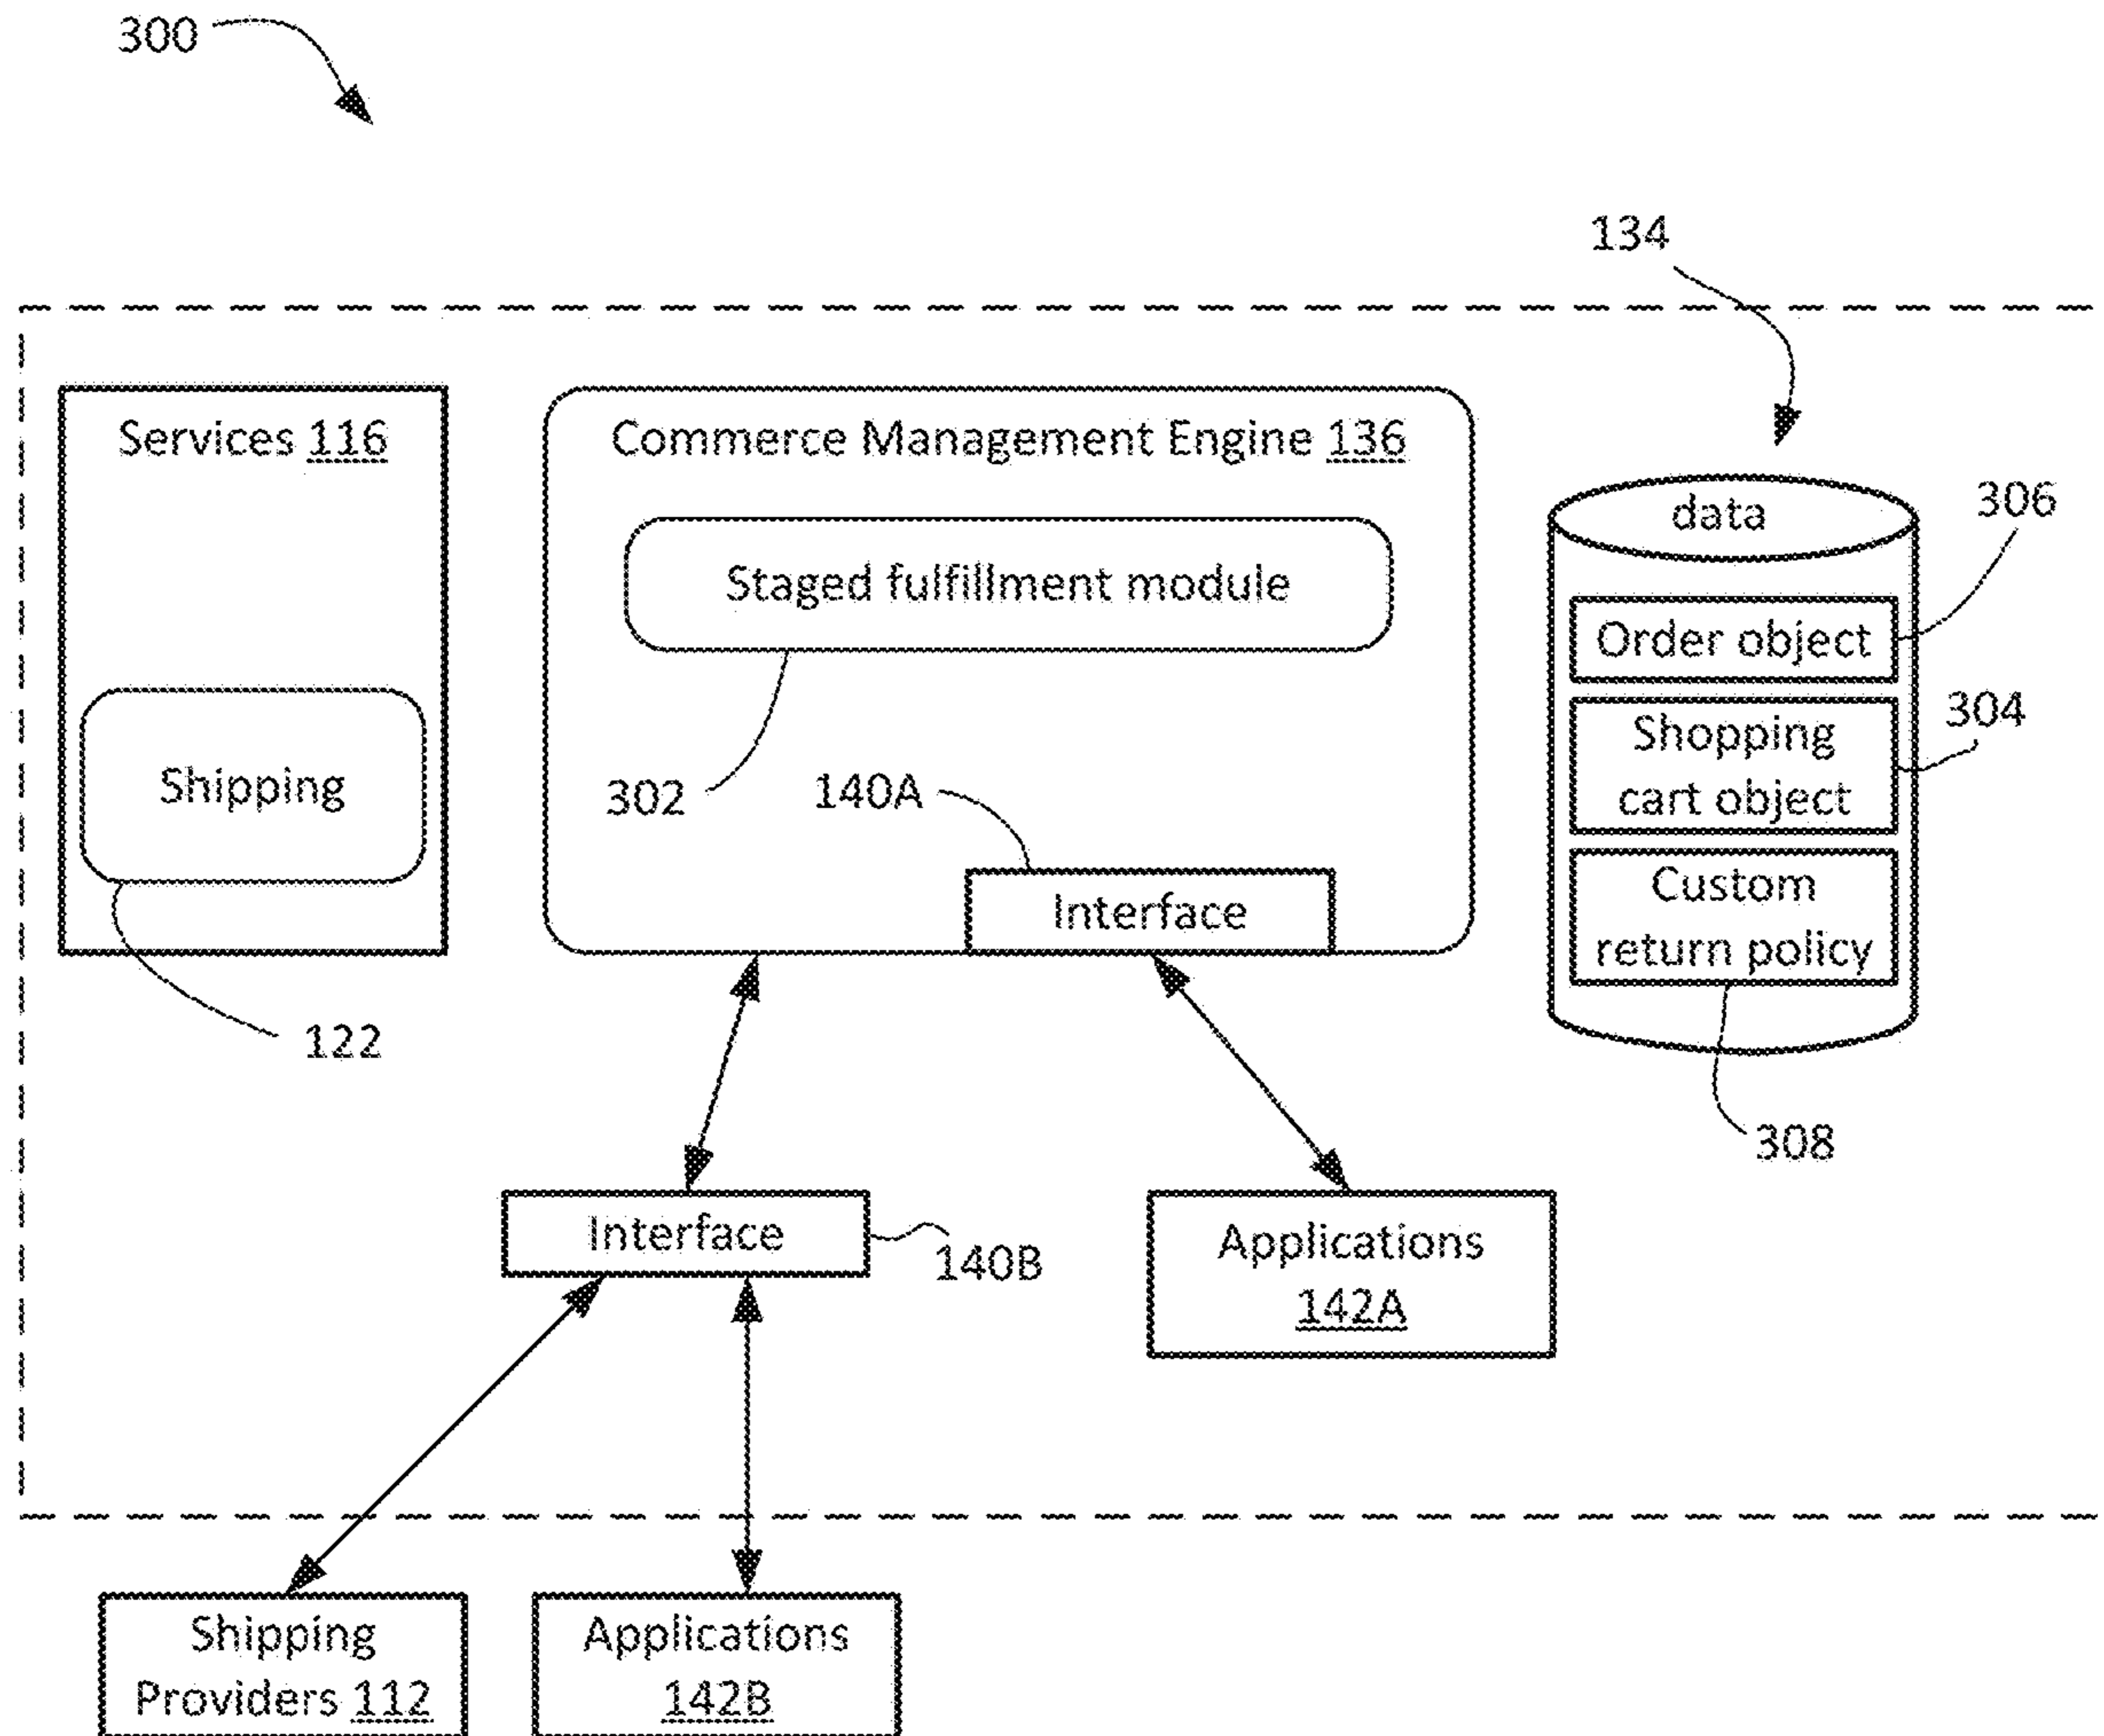 300
134
Services 116
Commerce Management Engine 136
data
306
Staged fulfillment module
Order object
304
Shopping
cart object
Shipping
302
140A
Custom
return policy
Interface
122
308
Interface
140B
Applications
142A
Shipping
Providers 112
Applications
142B